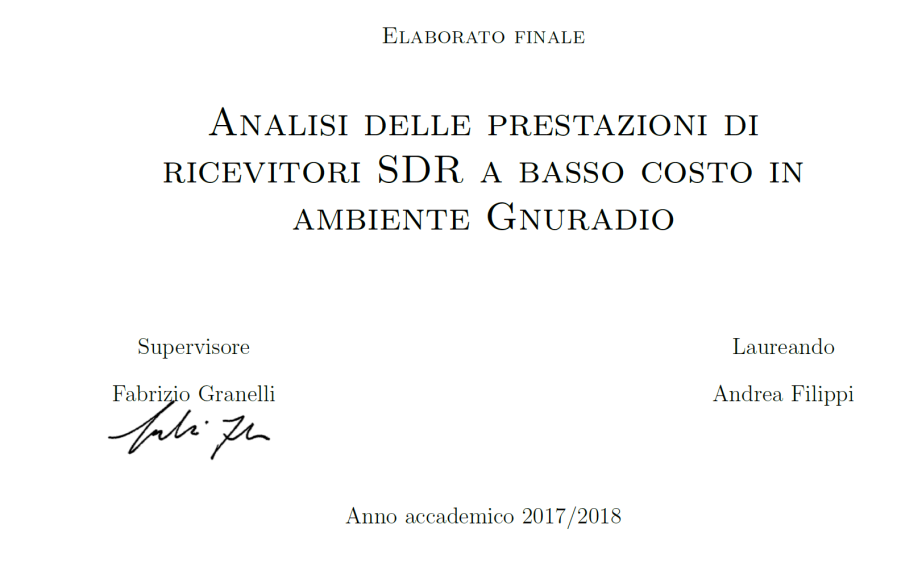 Elaborato finale
Analisi delle prestazioni di
ricevitori SDR a basso costo in
ambiente Gnuradio
Supervisore
Laureando
Fabrizio Granelli
Andrea Filippi
Anno accademico 2017/2018